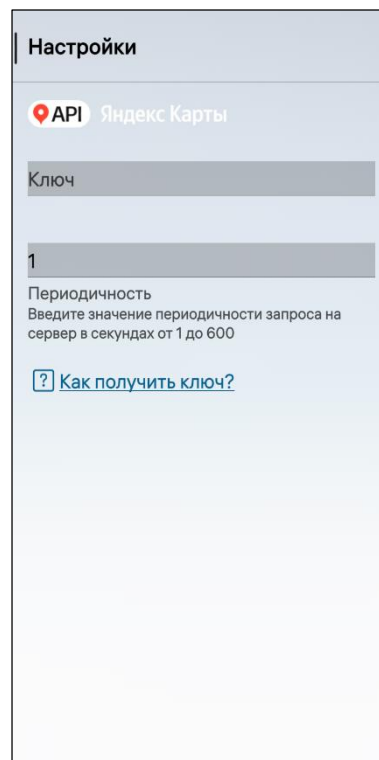 Настройки
API Яндекс Карты
Ключ
1
Периодичность
Введите значение периодичности запроса на
сервер в секундах от 1 до 600
? Как получить ключ?